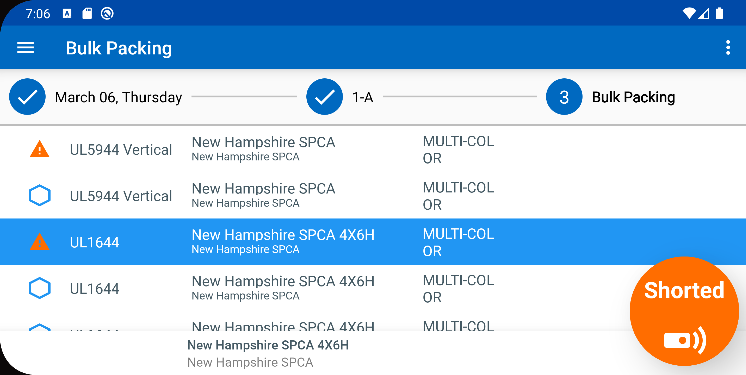 7:06
Bulk Packing
March 06, Thursday
1-A
3
Bulk Packing
UL5944 Vertical
New Hampshire SPCA
New Hampshire SPCA
MULTI-COL
OR
UL5944 Vertical
New Hampshire SPCA
New Hampshire SPCA
MULTI-COL
OR
UL1644
New Hampshire SPCA 4X6H
New Hampshire SPCA
MULTI-COL
OR
UL1644
New Hampshire SPCA 4X6H
New Hampshire SPCA
MULTI-COL
OR
New Hampshire SPCA 4X6H
MULTI-COL
Shorted
New Hampshire SPCA 4X6H
New Hampshire SPCA